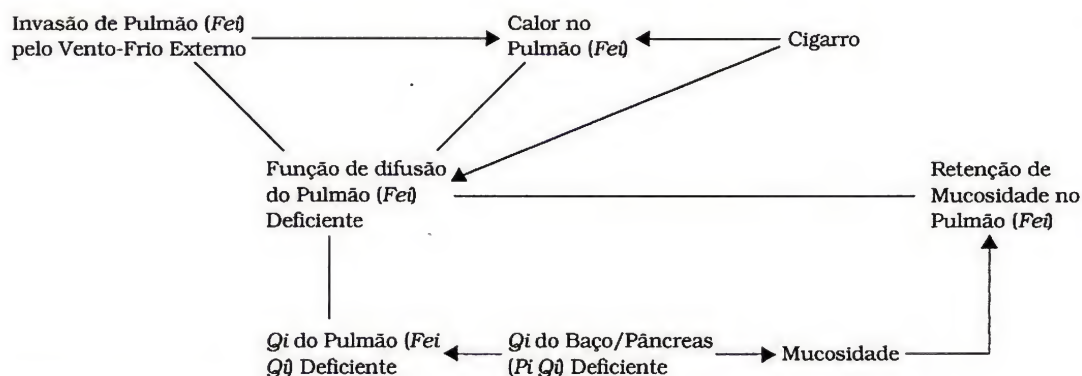 Invasão de Pulmão (Fei)
pelo Vento-Frio Externo
Calor no
Pulmão (Fei)
Cigarro
Função de difusão
do Pulmão (Fei)
Deficiente
Retenção de
Mucosidade no
Pulmão (Fei)
Qi do Pulmão (Fei
Qi) Deficiente
Qi do Baço/Pâncreas
(Pi Qi) Deficiente
Mucosidade